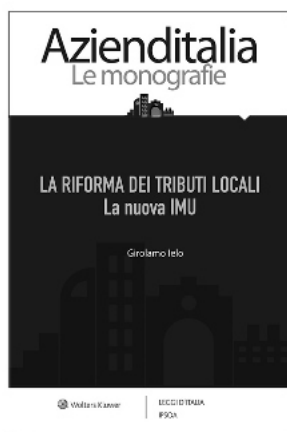 Azienditalia
Le monografie
LA RIFORMA DEI TRIBUTI LOCALI
La nuova IMU
Girolamo Ielo
Wolters Kluwer
LEGGI D'ITALIA
IPSOA